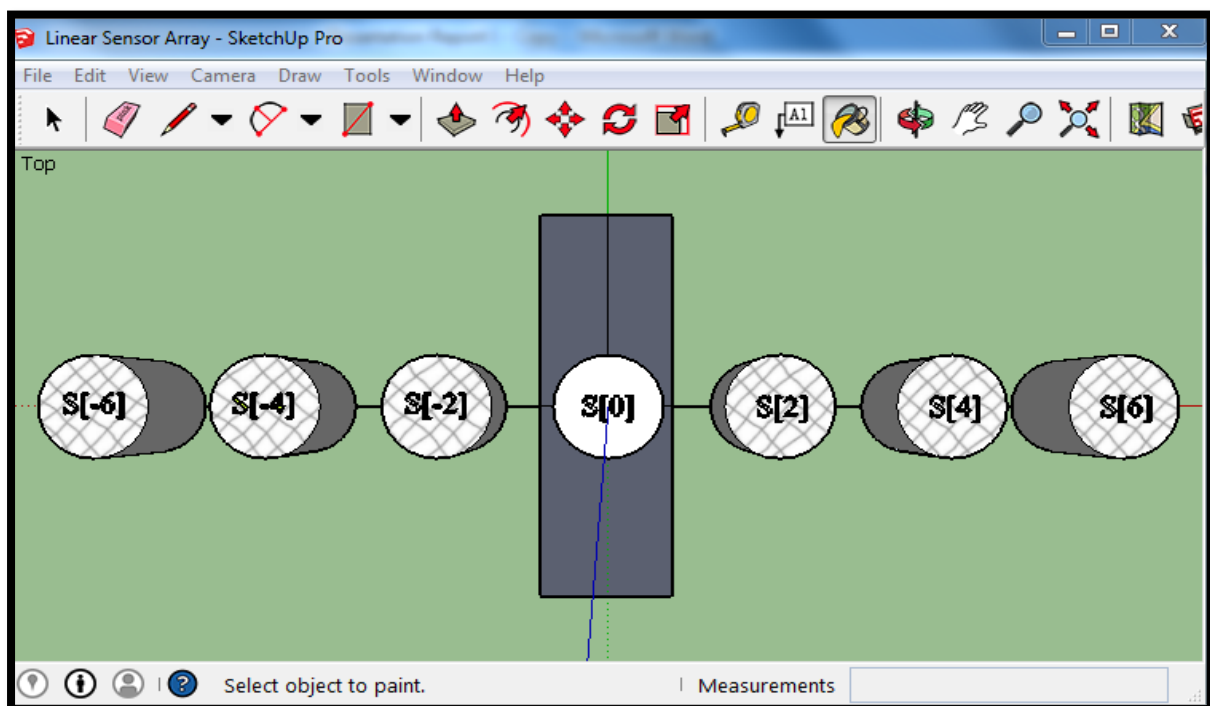 Linear Sensor Array - SketchUp Pro
File Edit View Camera Draw Tools Window Help
A1
Top
S[-6] S[-4] S[-2] S[0] S[2] S[4] S[6]
Select object to paint. Measurements